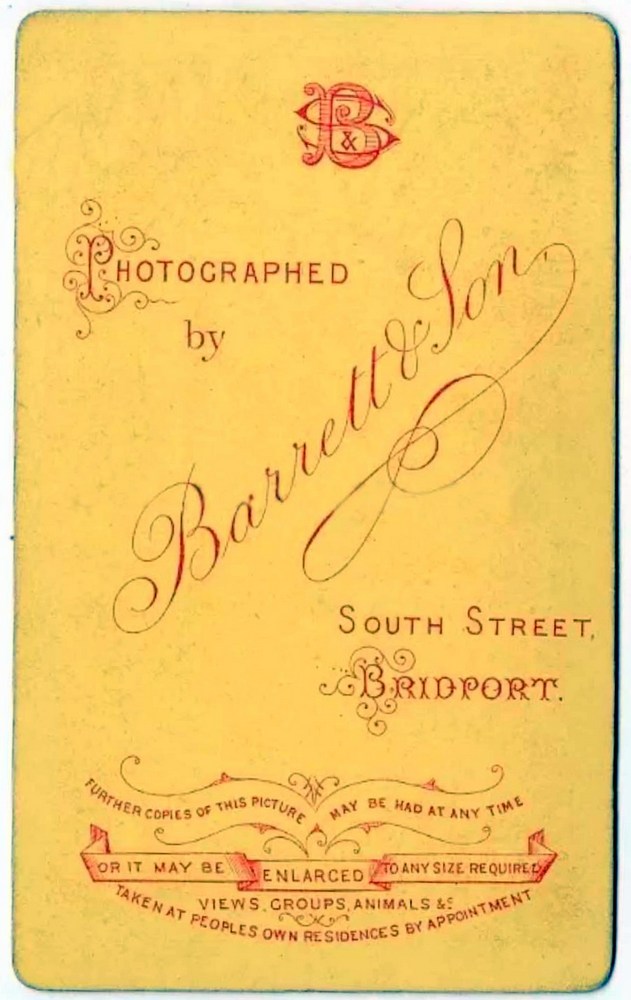 B & S
PHOTOGRAPHED
by
Barrett & Son,
SOUTH STREET,
BRIDPORT.
FURTHER COPIES OF THIS PICTURE MAY BE HAD AT ANY TIME
OR IT MAY BE ENLARGED TO ANY SIZE REQUIRED
VIEWS, GROUPS, ANIMALS &c
TAKEN AT PEOPLES OWN RESIDENCES BY APPOINTMENT